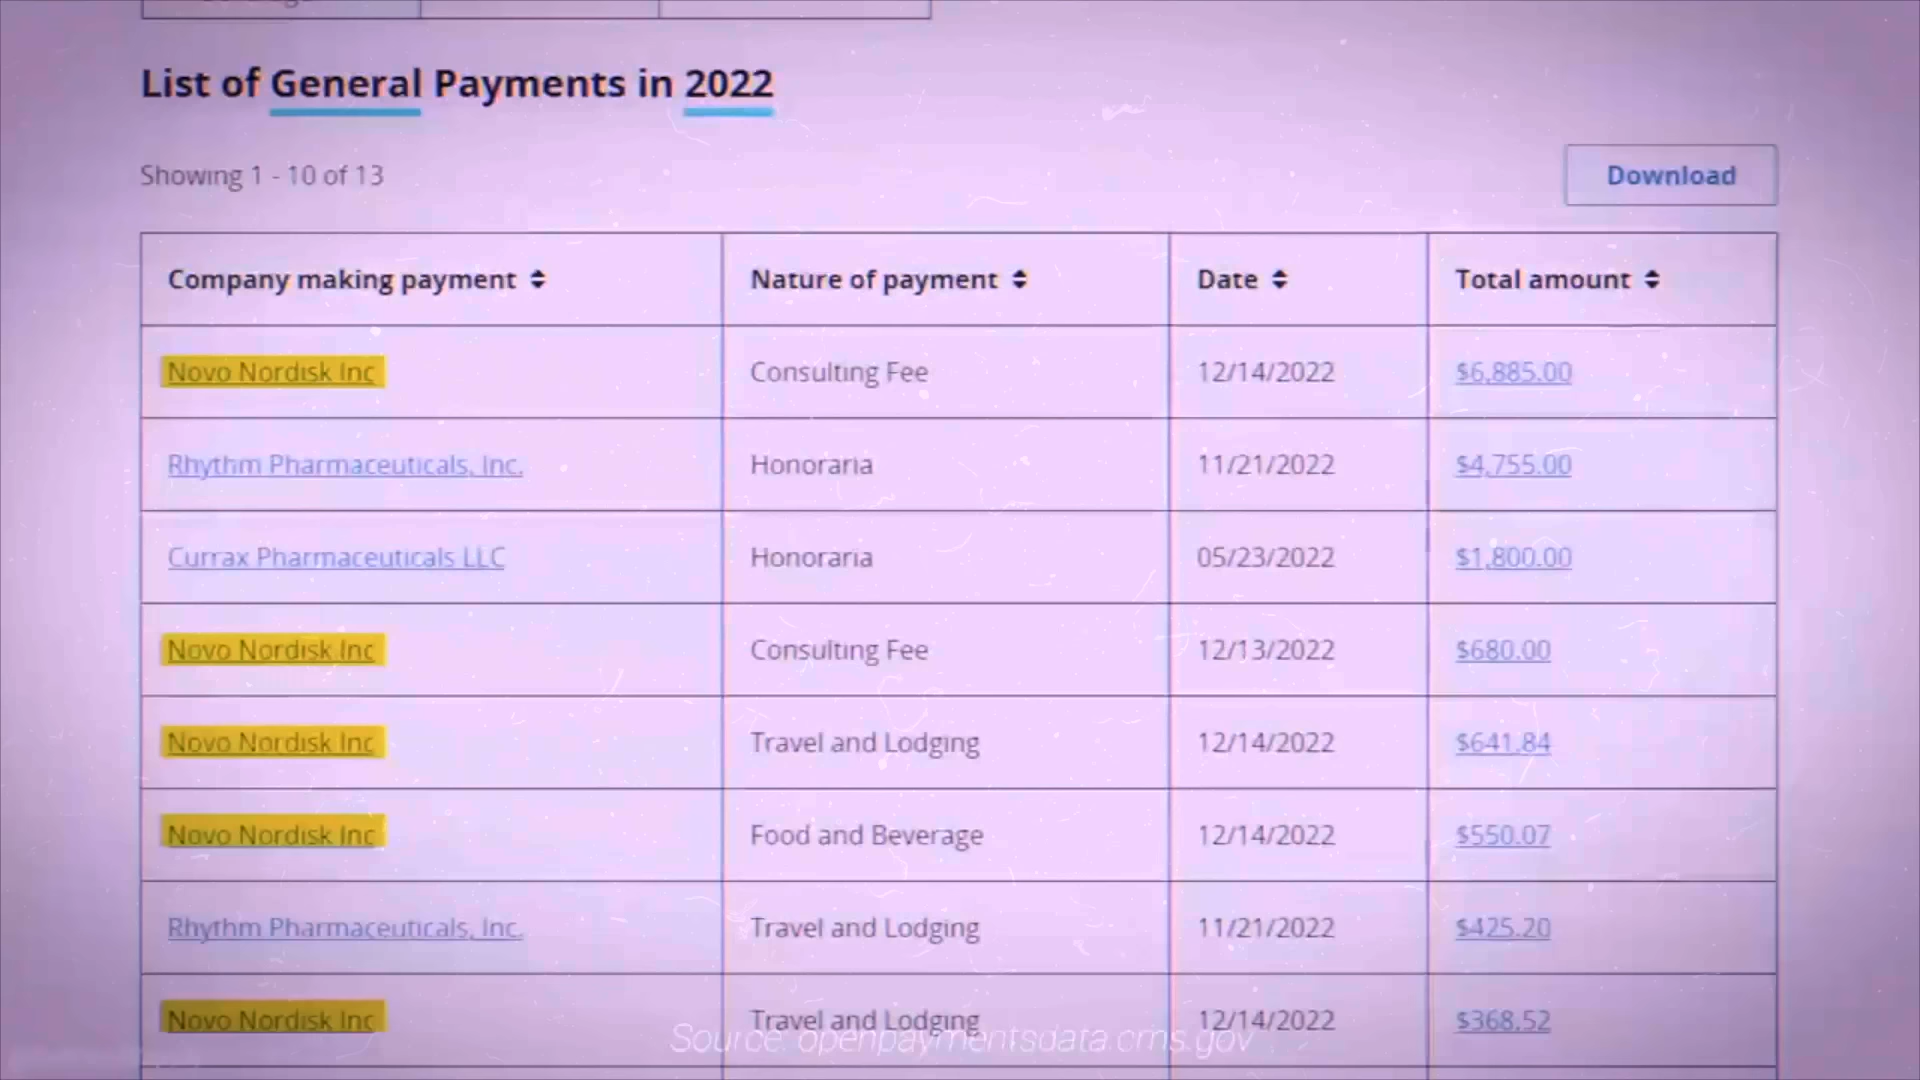 List of General Payments in 2022
Showing 1 - 10 of 13
Download
Company making payment Nature of payment Date Total amount
Novo Nordisk Inc Consulting Fee 12/14/2022 $6,885.00
Rhythm Pharmaceuticals, Inc. Honoraria 11/21/2022 $4,755.00
Currax Pharmaceuticals LLC Honoraria 05/23/2022 $1,800.00
Novo Nordisk Inc Consulting Fee 12/13/2022 $680.00
Novo Nordisk Inc Travel and Lodging 12/14/2022 $641.84
Novo Nordisk Inc Food and Beverage 12/14/2022 $550.07
Rhythm Pharmaceuticals, Inc. Travel and Lodging 11/21/2022 $425.20
Novo Nordisk Inc Travel and Lodging 12/14/2022 $368.52
Source: openpaymentsdata.cms.gov